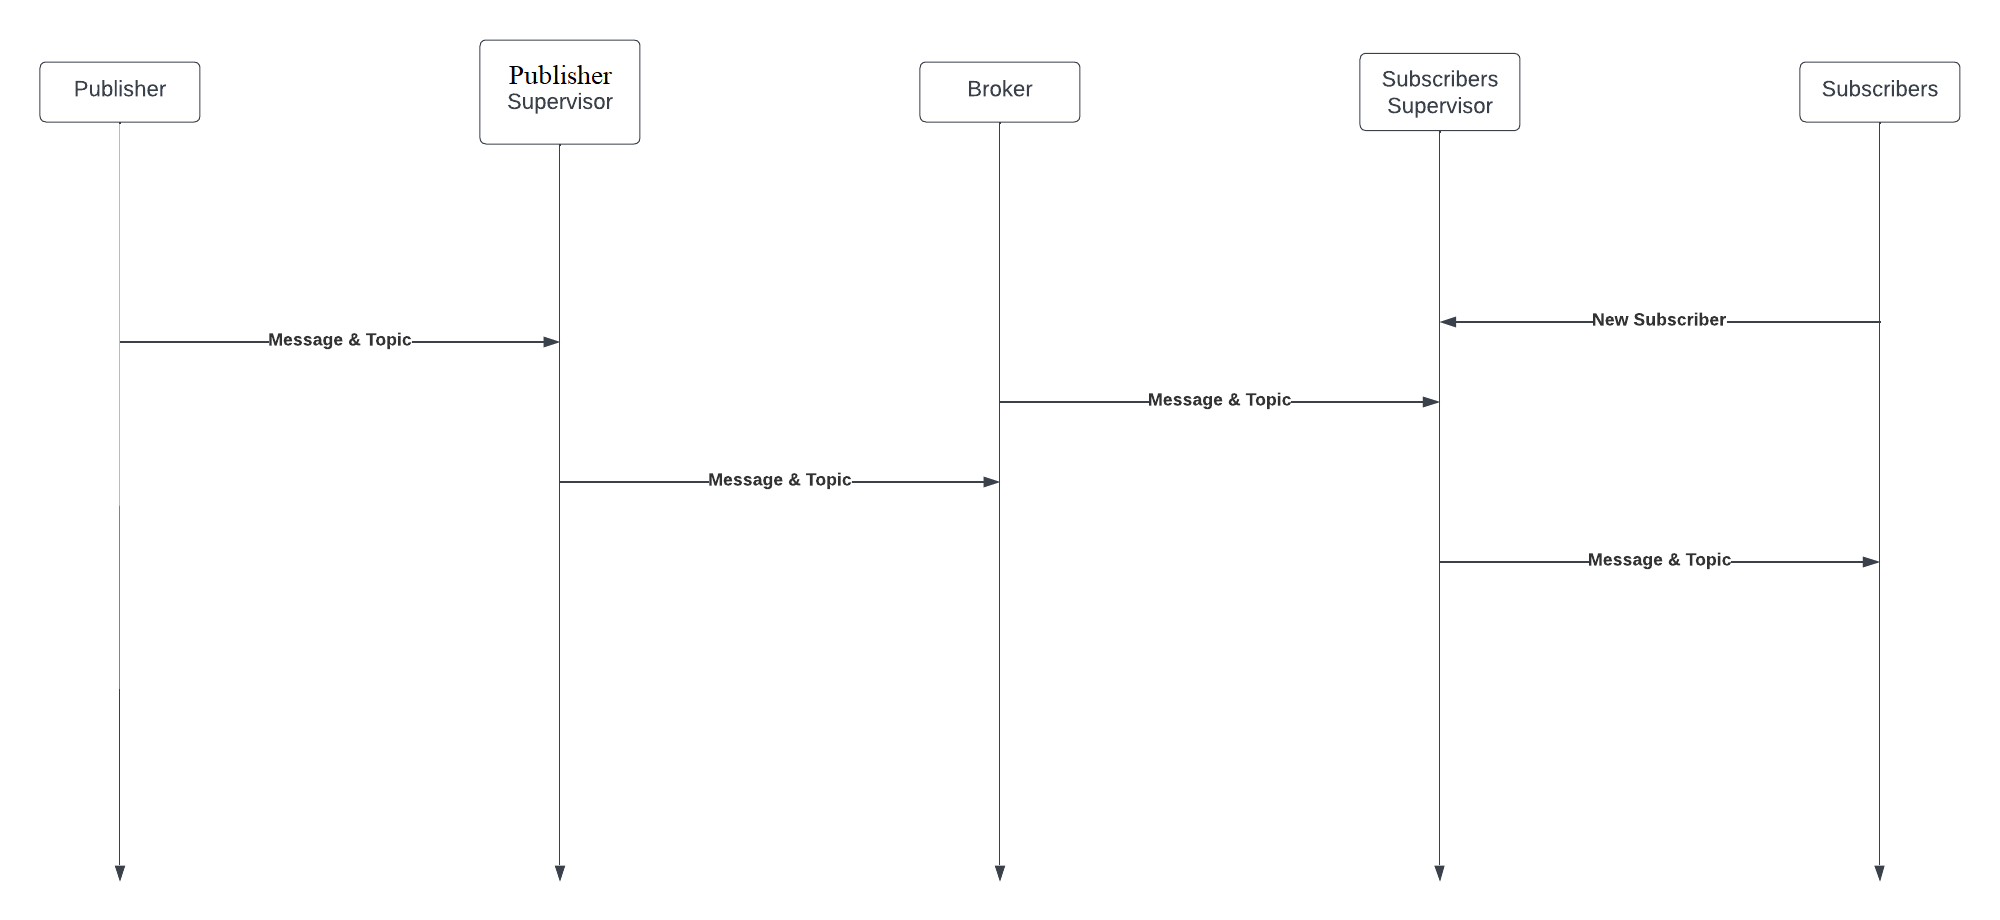 Publisher
Publisher
Supervisor
Broker
Subscribers
Supervisor
Subscribers
New Subscriber
Message & Topic
Message & Topic
Message & Topic
Message & Topic